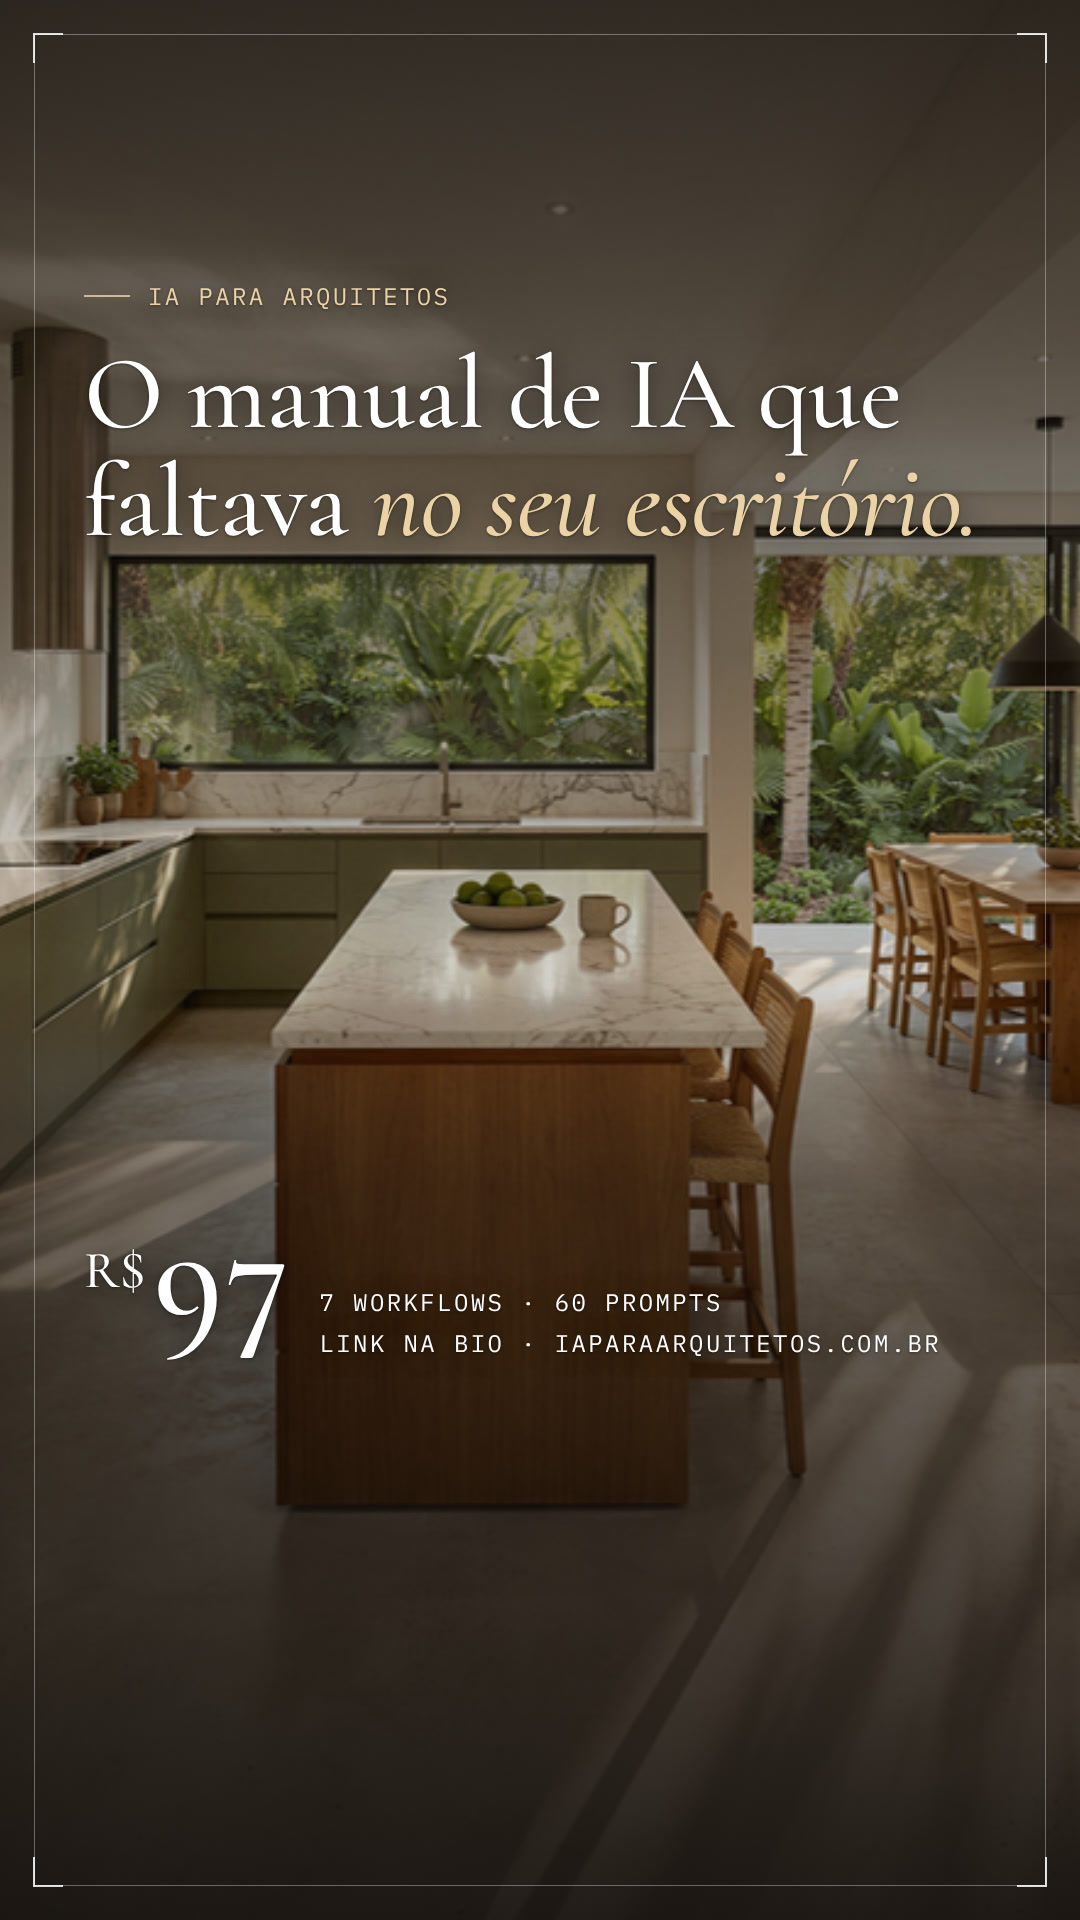 IA PARA ARQUITETOS
O manual de IA que
faltava no seu escritório.
R$ 97
7 WORKFLOWS · 60 PROMPTS
LINK NA BIO · IAPARAARQUITETOS.COM.BR